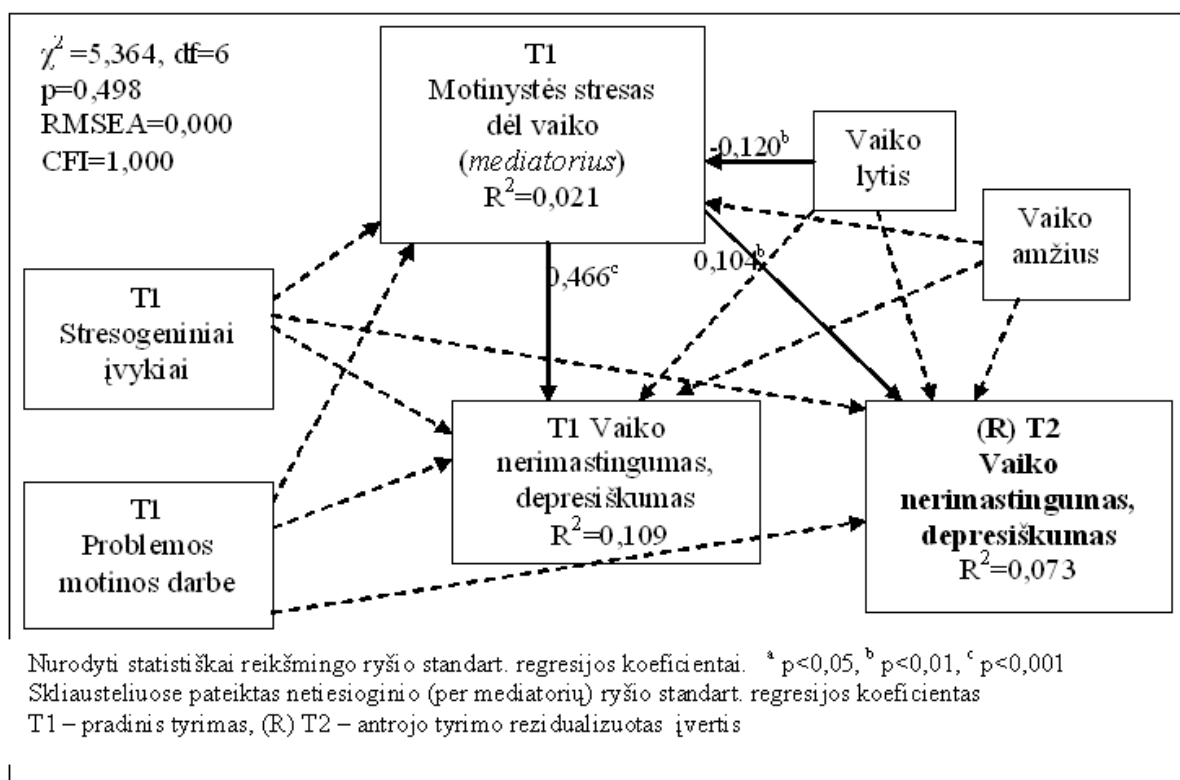 χ² =5,364, df=6
p=0,498
RMSEA=0,000
CFI=1,000
T1
Motinystės stresas
dėl vaiko
(mediatorius)
R²=0,021
-0,120ᵇ
Vaiko
lytis
Vaiko
amžius
0,466ᶜ
0,104ᵇ
T1
Stresogeniniai
įvykiai
T1 Vaiko
nerimastingumas,
depresiškumas
R²=0,109
(R) T2
Vaiko
nerimastingumas,
depresiškumas
R²=0,073
T1
Problemos
motinos darbe
Nurodyti statistiškai reikšmingo ryšio standart. regresijos koeficientai. ᵃ p<0,05, ᵇ p<0,01, ᶜ p<0,001
Skliausteliuose pateiktas netiesioginio (per mediatorių) ryšio standart. regresijos koeficientas
T1 – pradinis tyrimas, (R) T2 – antrojo tyrimo rezidualizuotas įvertis